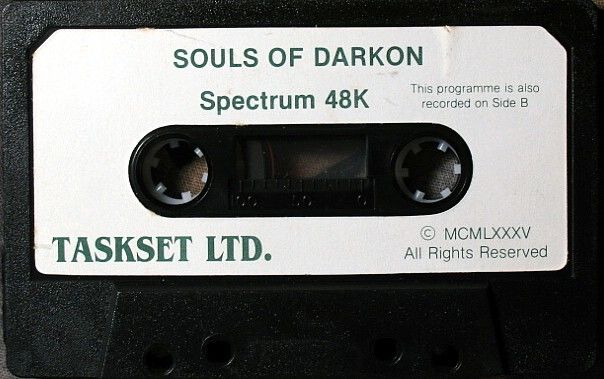 SOULS OF DARKON
Spectrum 48K
This programme is also
recorded on Side B
TASKSET LTD.
© MCMLXXXV
All Rights Reserved